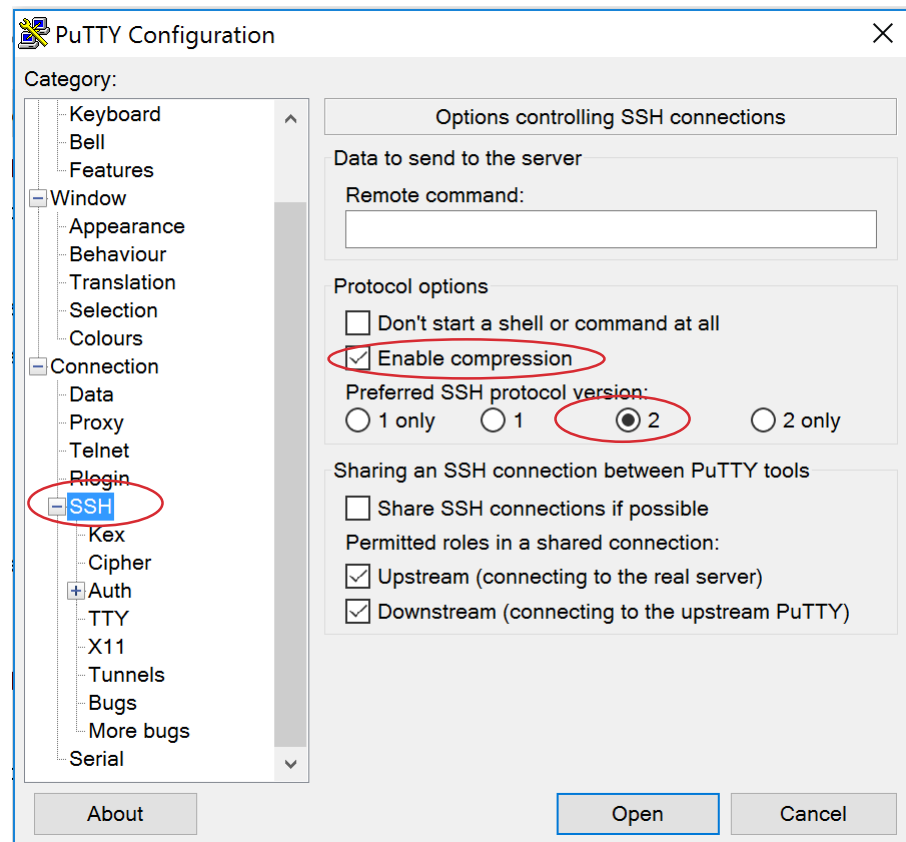 PuTTY Configuration
Category:
Keyboard
Bell
Features
Window
Appearance
Behaviour
Translation
Selection
Colours
Connection
Data
Proxy
Telnet
Rlogin
SSH
Kex
Cipher
Auth
TTY
X11
Tunnels
Bugs
More bugs
Serial
Options controlling SSH connections
Data to send to the server
Remote command:
Protocol options
Don't start a shell or command at all
Enable compression
Preferred SSH protocol version:
1 only 1 2 2 only
Sharing an SSH connection between PuTTY tools
Share SSH connections if possible
Permitted roles in a shared connection:
Upstream (connecting to the real server)
Downstream (connecting to the upstream PuTTY)
About Open Cancel